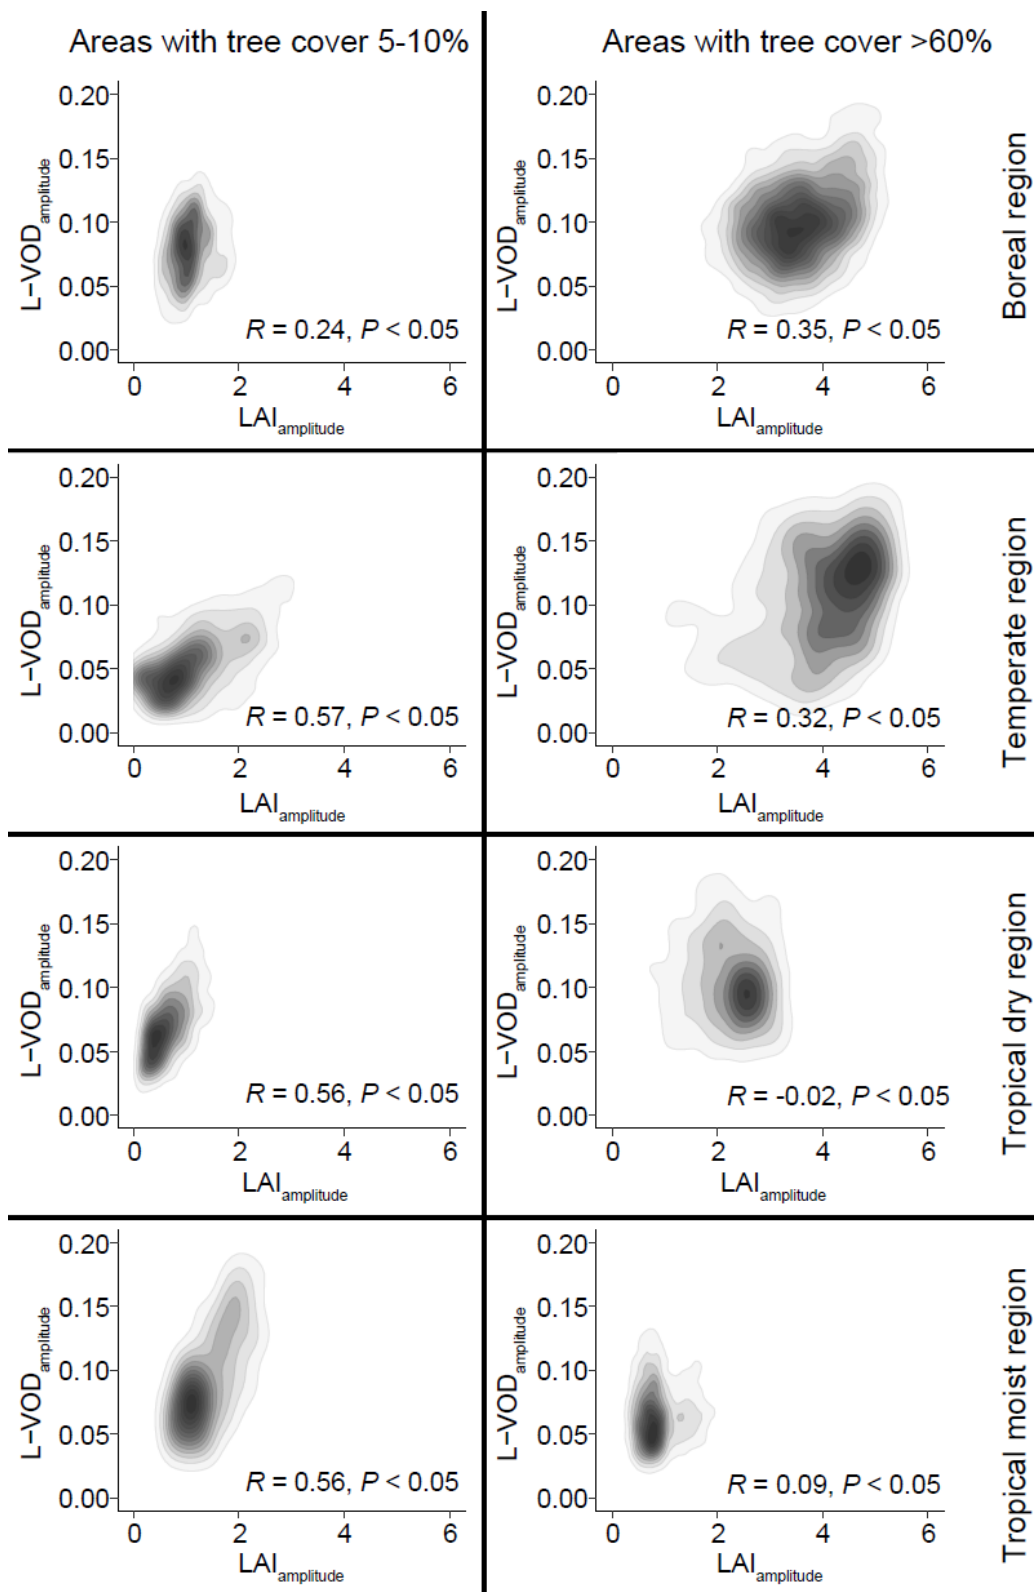 Areas with tree cover 5-10%
Areas with tree cover >60%
0.20
0.15
0.10
0.05
0.00
L-VODamplitude
R = 0.24, P < 0.05
0 2 4 6
LAIamplitude
0.20
0.15
0.10
0.05
0.00
L-VODamplitude
R = 0.35, P < 0.05
0 2 4 6
LAIamplitude
Boreal region
0.20
0.15
0.10
0.05
0.00
L-VODamplitude
R = 0.57, P < 0.05
0 2 4 6
LAIamplitude
0.20
0.15
0.10
0.05
0.00
L-VODamplitude
R = 0.32, P < 0.05
0 2 4 6
LAIamplitude
Temperate region
0.20
0.15
0.10
0.05
0.00
L-VODamplitude
R = 0.56, P < 0.05
0 2 4 6
LAIamplitude
0.20
0.15
0.10
0.05
0.00
L-VODamplitude
R = -0.02, P < 0.05
0 2 4 6
LAIamplitude
Tropical dry region
0.20
0.15
0.10
0.05
0.00
L-VODamplitude
R = 0.56, P < 0.05
0 2 4 6
LAIamplitude
0.20
0.15
0.10
0.05
0.00
L-VODamplitude
R = 0.09, P < 0.05
0 2 4 6
LAIamplitude
Tropical moist region